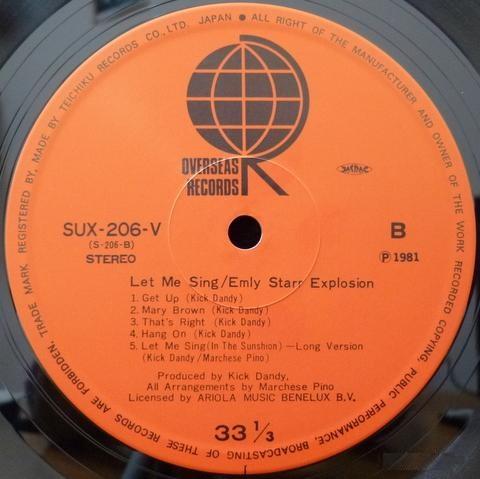 TRADE MARK REGISTERED BY, MADE BY TEICHIKU RECORDS CO., LTD. JAPAN ● ALL RIGHT OF THE MANUFACTURER AND OWNER OF THE WORK RECORDED COPYING, PUBLIC PERFORMANCE, BROADCASTING OF THESE RECORDS ARE FORBIDDEN,
OVERSEAS
RECORDS
JASRAC
SUX-206-V
(S-206-B)
STEREO
B
Ⓟ1981
Let Me Sing/Emly Starr Explosion
1. Get Up (Kick Dandy)
2. Mary Brown (Kick Dandy)
3. That's Right (Kick Dandy)
4. Hang On (Kick Dandy)
5. Let Me Sing(In The Sunshion)—Long Version
(Kick Dandy/Marchese Pino)
Produced by Kick Dandy,
All Arrangements by Marchese Pino
Licensed by ARIOLA MUSIC BENELUX B.V.
33 1/3